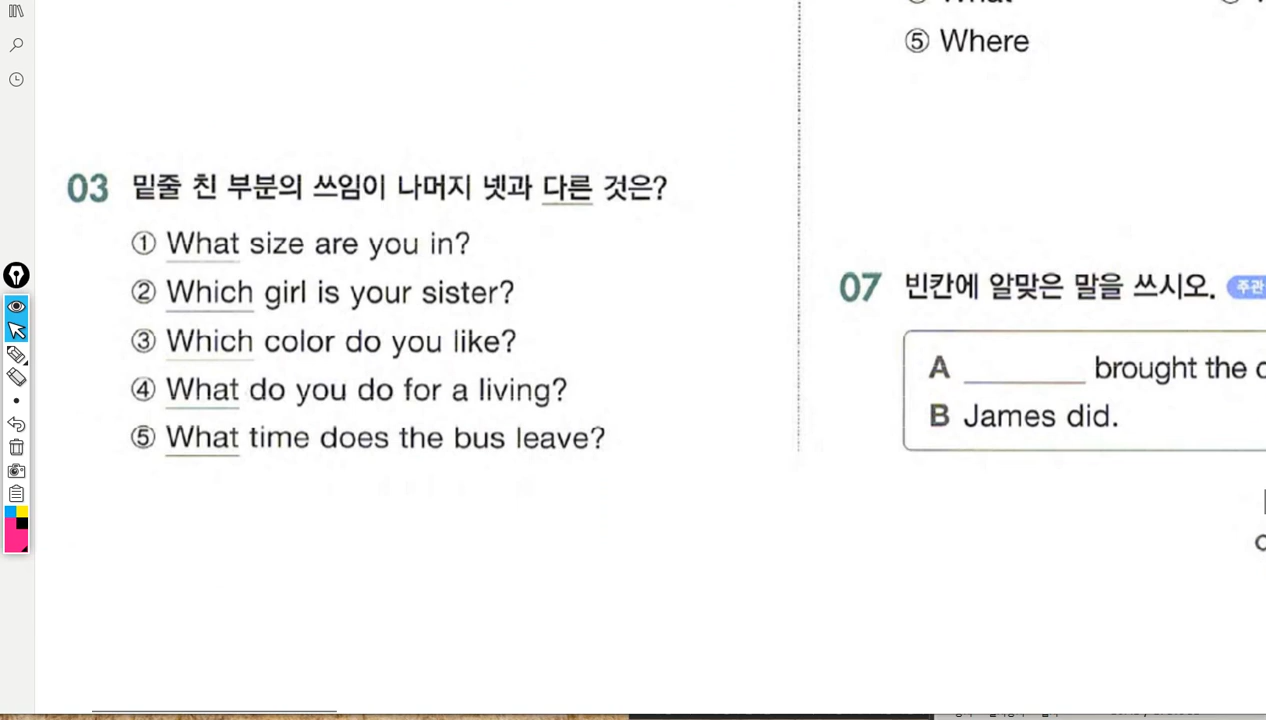 ⑤ Where
03 밑줄 친 부분의 쓰임이 나머지 넷과 다른 것은?
① What size are you in?
② Which girl is your sister?
③ Which color do you like?
④ What do you do for a living?
⑤ What time does the bus leave?
07 빈칸에 알맞은 말을 쓰시오. 주관
A ________ brought the
B James did.